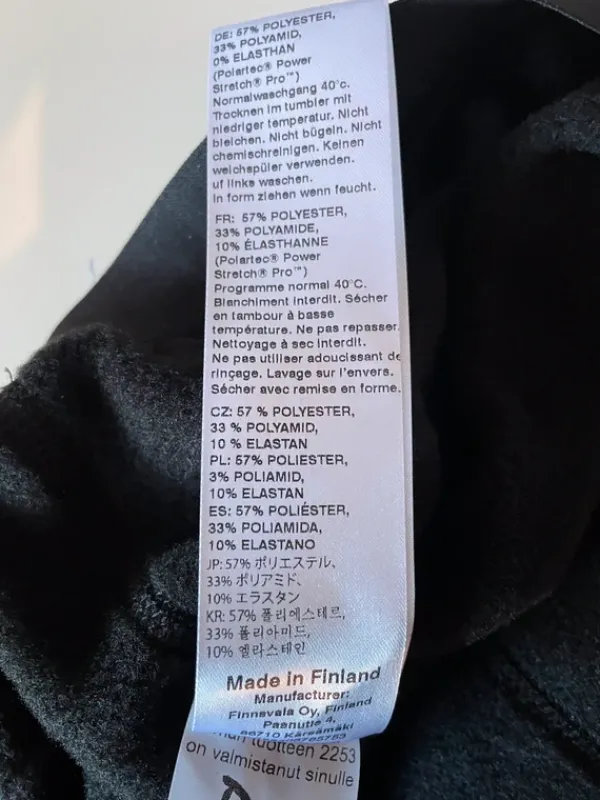 DE: 57% POLYESTER,
33% POLYAMID,
0% ELASTHAN
(Polartec® Power
Stretch® Pro™)
Normalwaschgang 40°c.
Trocknen im tumbler mit
niedriger temperatur. Nicht
bleichen. Nicht bügeln. Nicht
chemischreinigen. Keinen
weichspüler verwenden.
uf links waschen.
In form ziehen wenn feucht.
FR: 57% POLYESTER,
33% POLYAMIDE,
10% ÉLASTHANNE
(Polartec® Power
Stretch® Pro™)
Programme normal 40°C.
Blanchiment interdit. Sécher
en tambour à basse
température. Ne pas repasser.
Nettoyage à sec interdit.
Ne pas utiliser adoucissant de
rinçage. Lavage sur l'envers.
Sécher avec remise en forme.
CZ: 57 % POLYESTER,
33 % POLYAMID,
10 % ELASTAN
PL: 57% POLIESTER,
3% POLIAMID,
10% ELASTAN
ES: 57% POLIÉSTER,
33% POLIAMIDA,
10% ELASTANO
JP: 57% ポリエステル、
33% ポリアミド、
10% エラスタン
KR: 57% 폴리에스테르,
33% 폴리아미드,
10% 엘라스테인
Made in Finland
Manufacturer:
Finnsvala Oy, Finland
Pasnutie 4,
86710 Kärsämäki
tuotteen 2253
on valmistanut sinulle